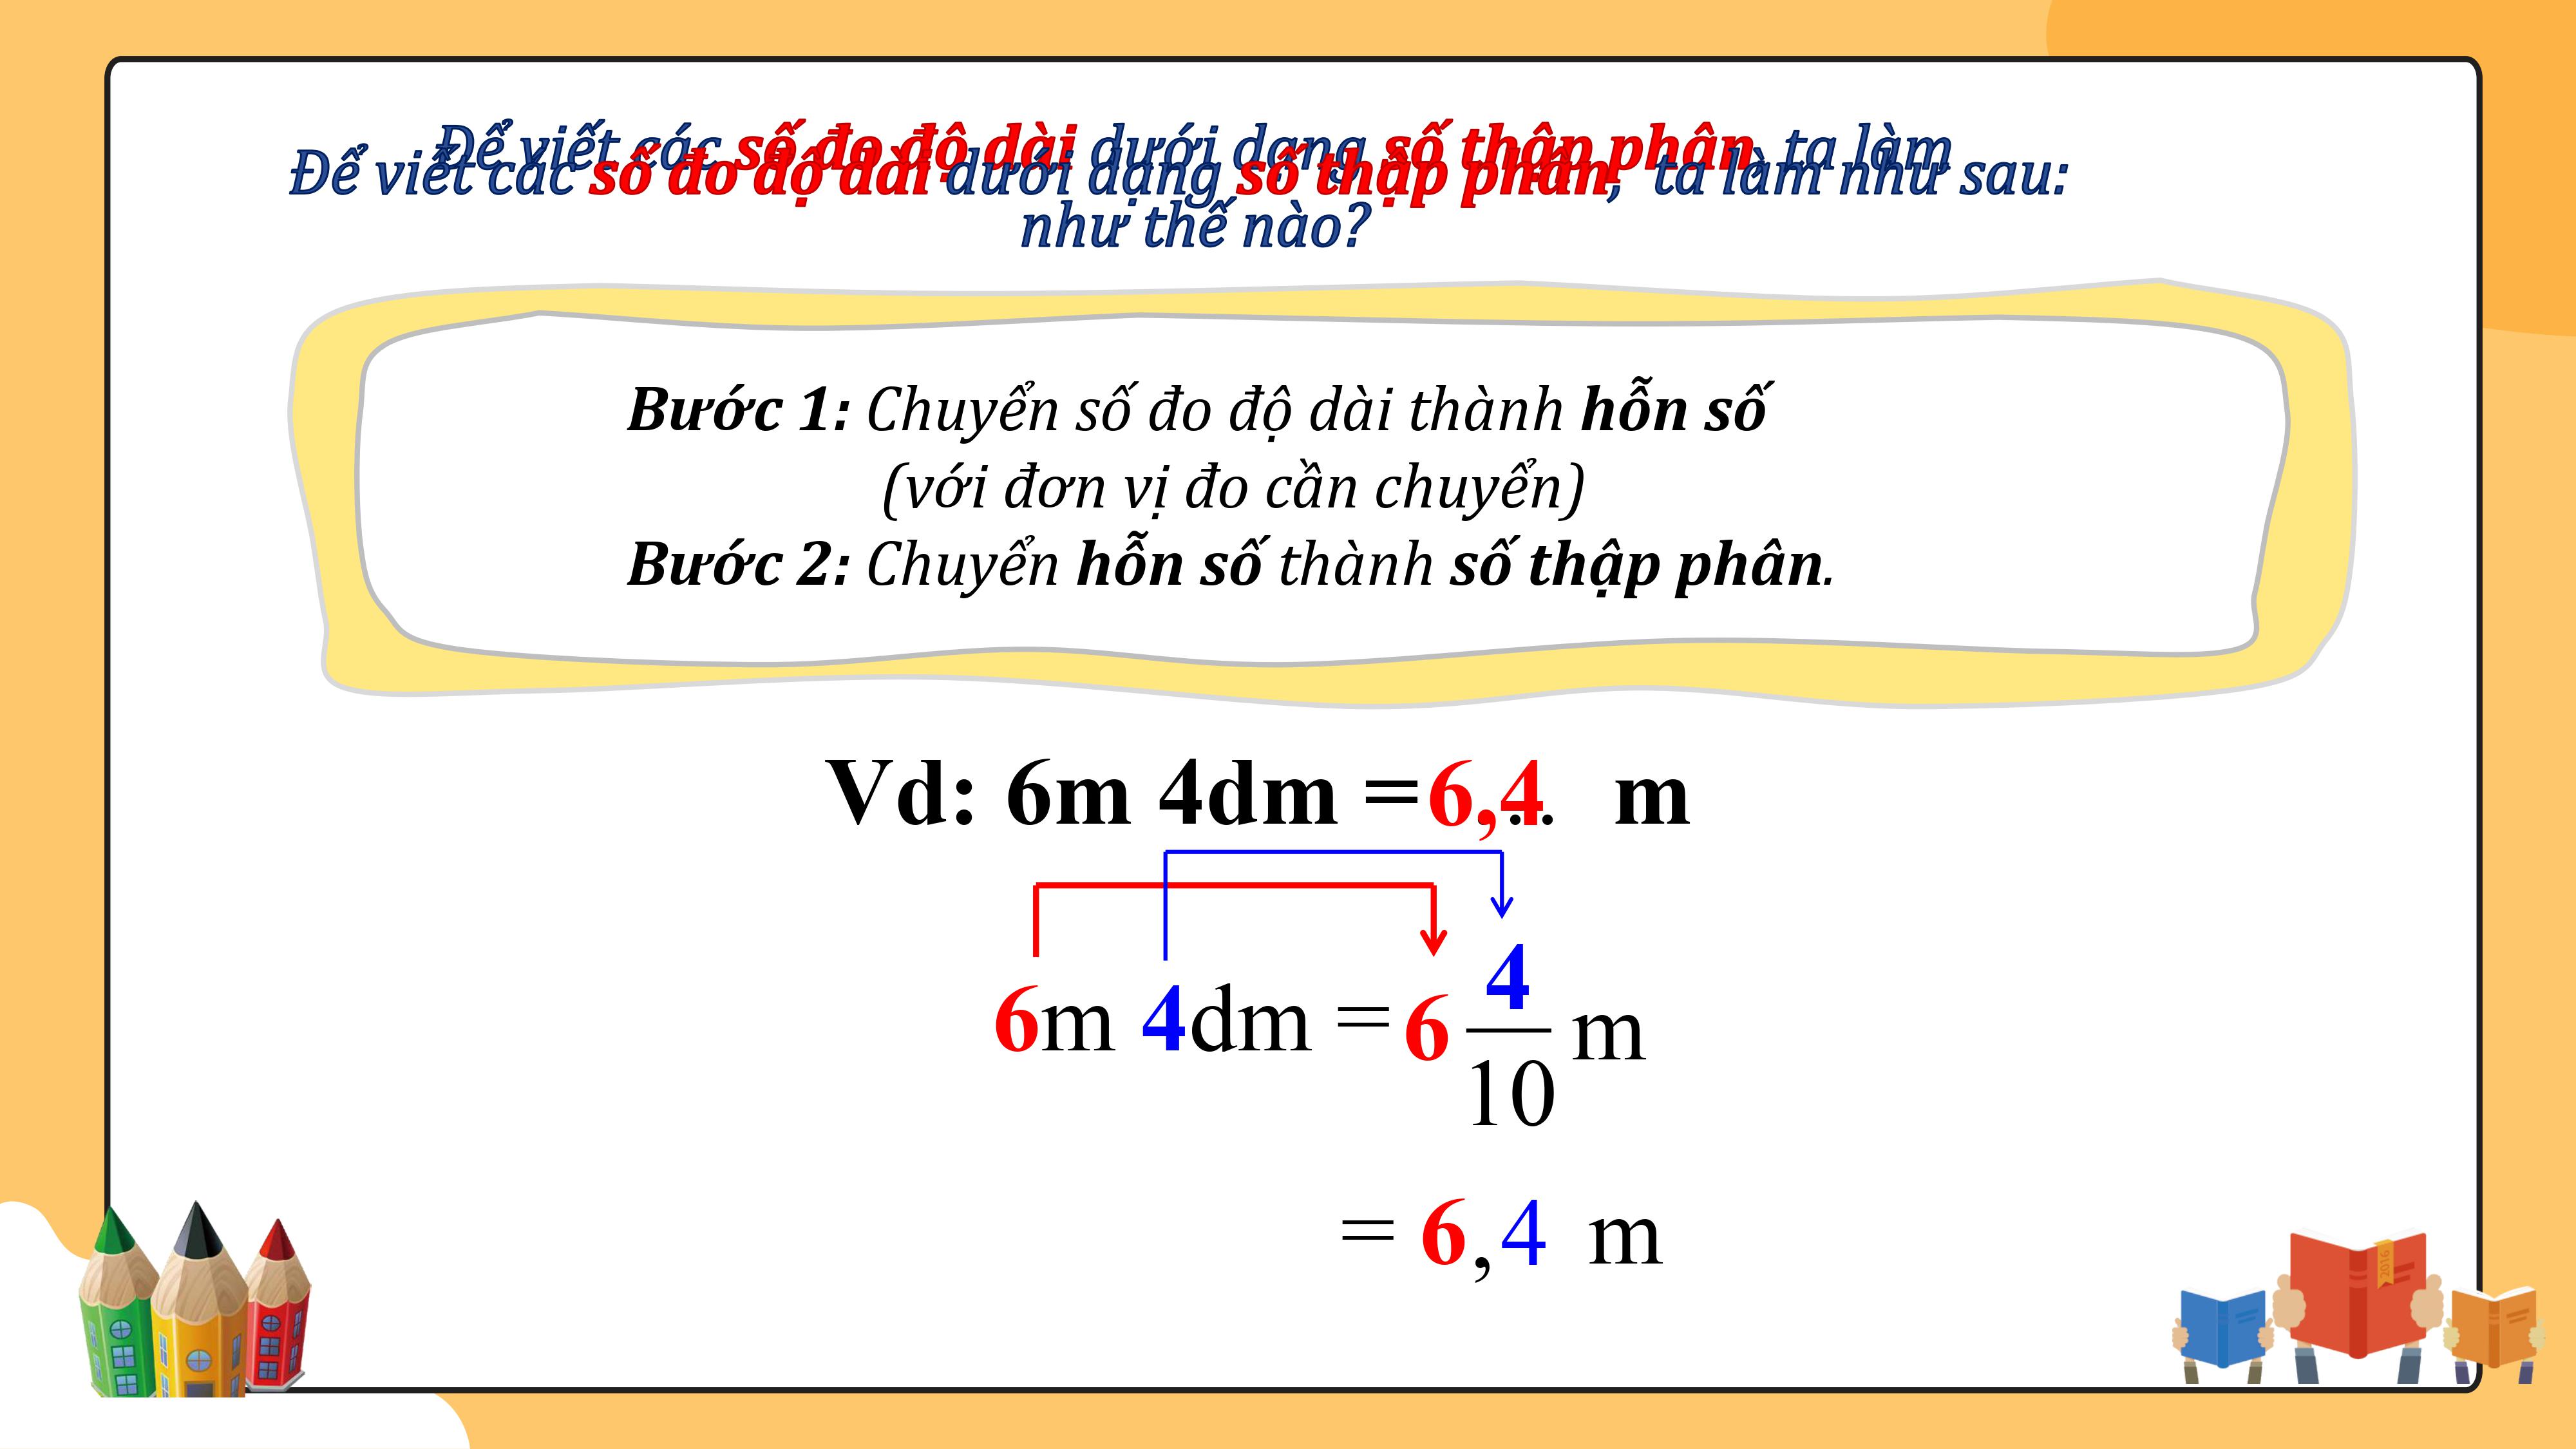 Để viết các số đo độ dài dưới dạng số thập phân, ta làm
như thế nào?
Để viết các số đo độ dài dưới dạng số thập phân, ta làm như sau:
Bước 1: Chuyển số đo độ dài thành hỗn số
(với đơn vị đo cần chuyển)
Bước 2: Chuyển hỗn số thành số thập phân.
Vd: 6m 4dm =6,4... m
6m 4dm = 6 4/10 m
= 6,4 m
2016